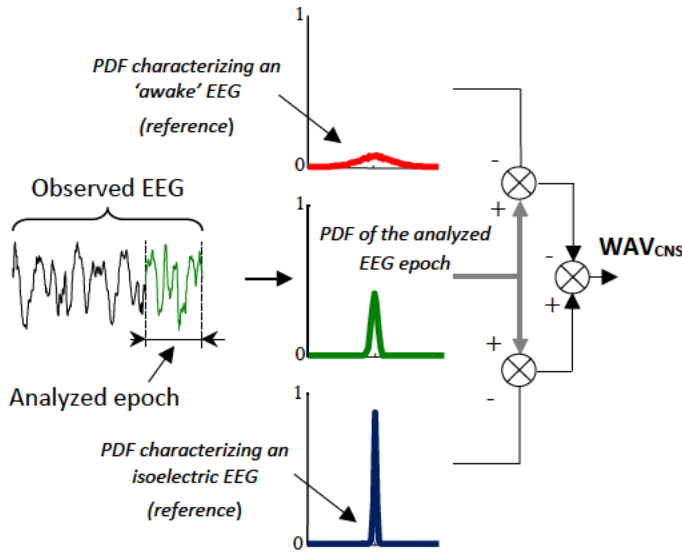 1
PDF characterizing an
'awake' EEG
(reference)
0
-
Observed EEG
1
+
PDF of the analyzed
EEG epoch
-
WAV_CNS
+
0
+
Analyzed epoch
-
1
PDF characterizing an
isoelectric EEG
(reference)
0